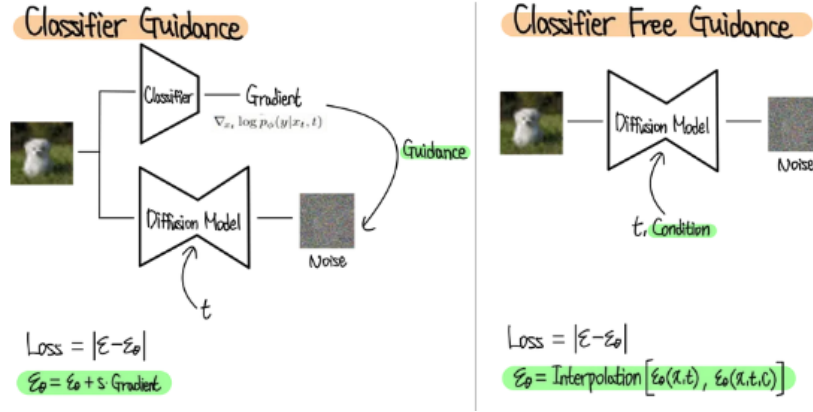 Classifier Guidance
Classifier
Gradient
∇ₓₜ log p_ϕ(y|xₜ, t)
Guidance
Diffusion Model
Noise
t
Loss = |ε-εθ|
εθ = εθ + s·Gradient
Classifier Free Guidance
Diffusion Model
Noise
t, Condition
Loss = |ε-εθ|
εθ = Interpolation [εθ(x,t), εθ(x,t,c)]